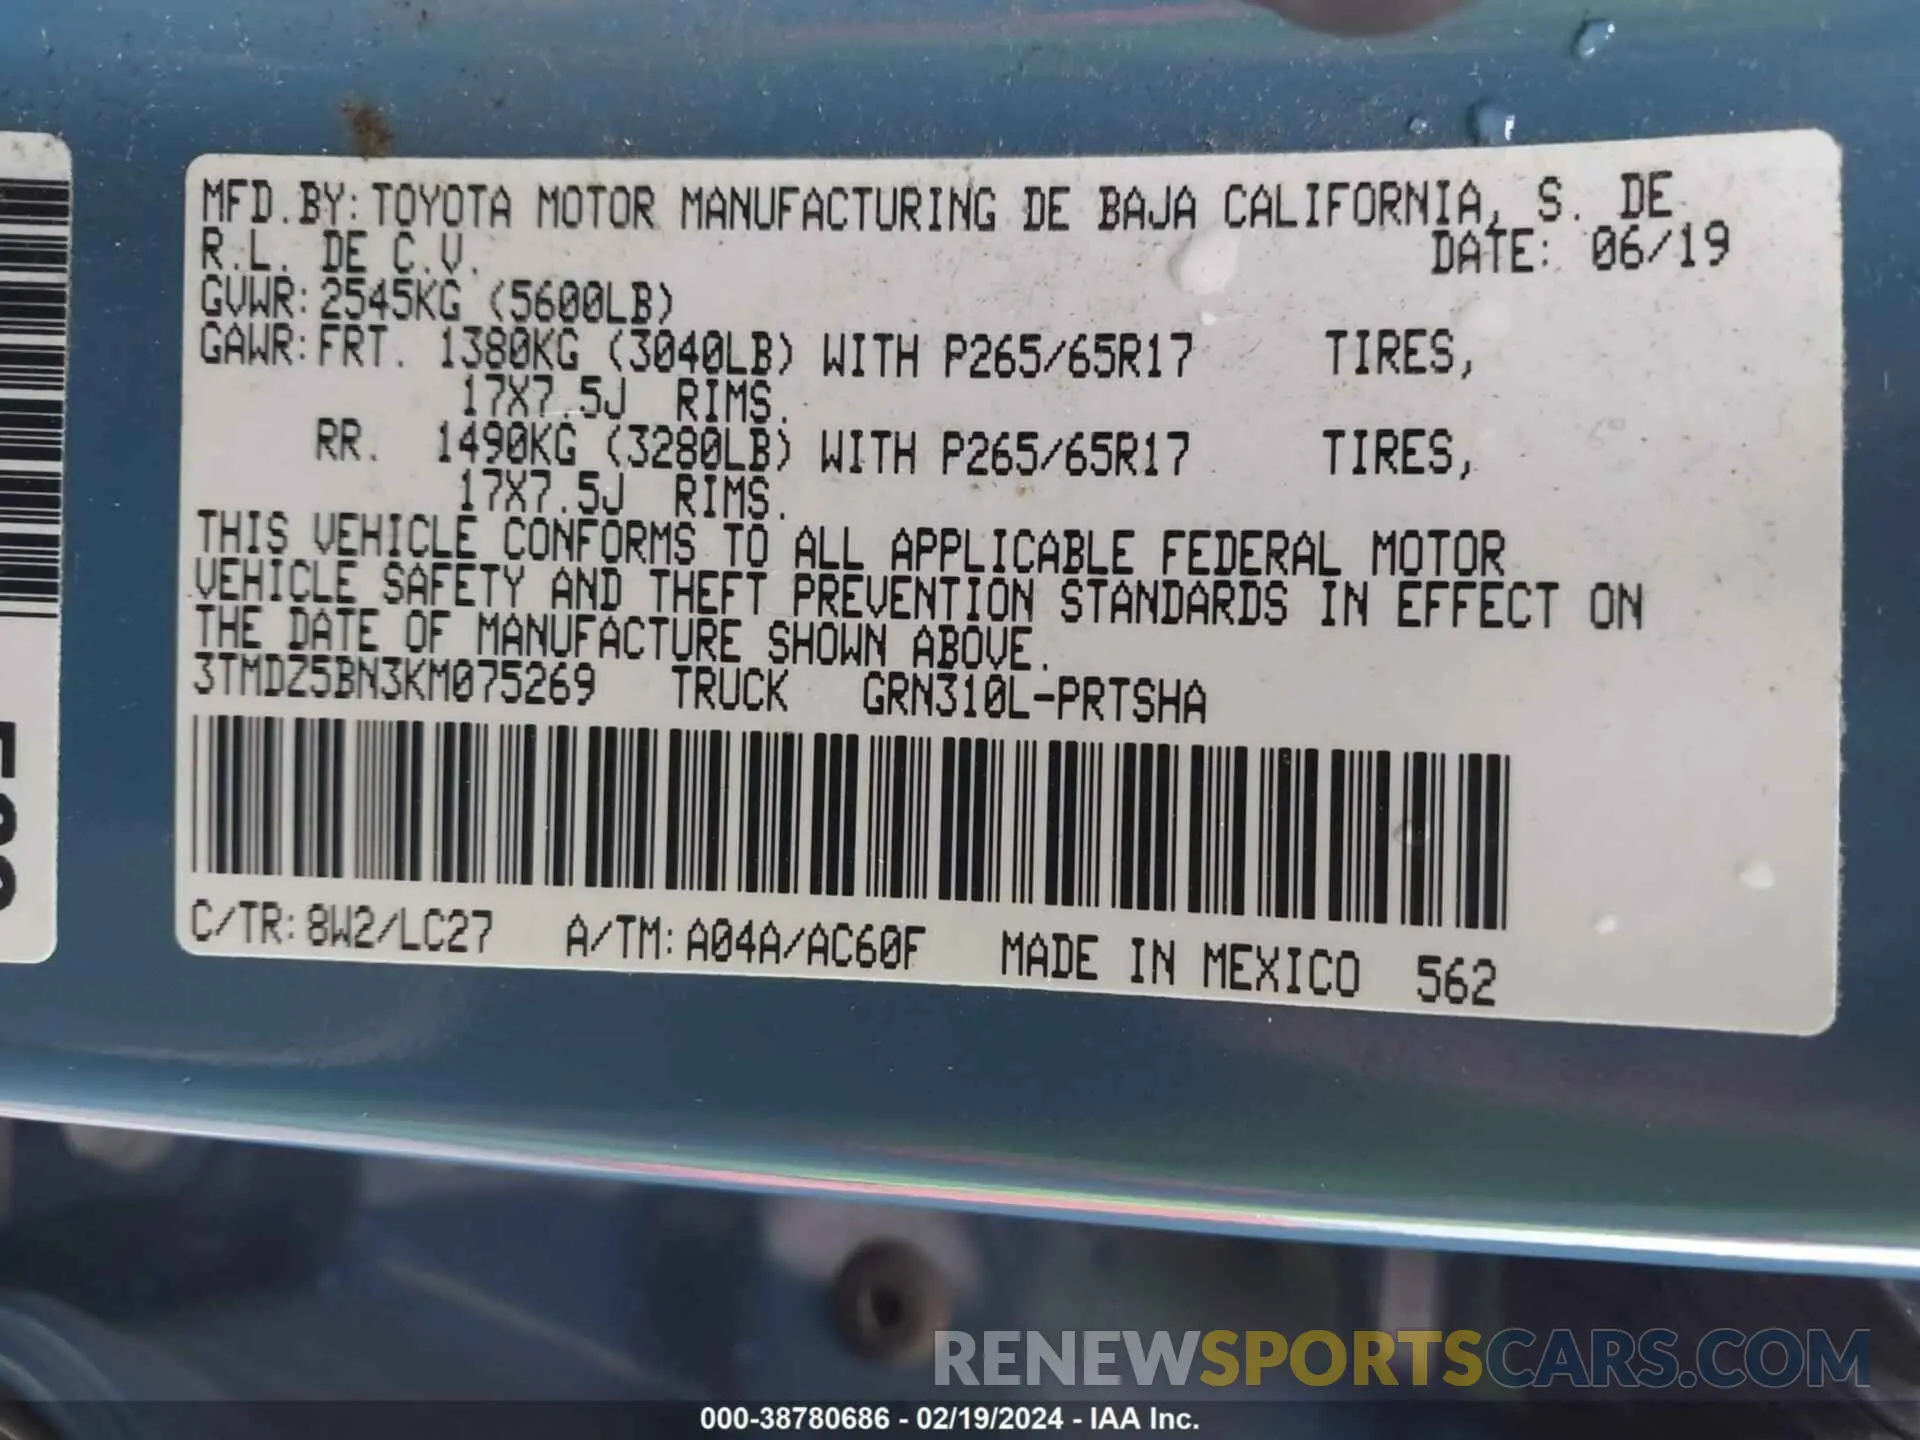 MFD.BY:TOYOTA MOTOR MANUFACTURING DE BAJA CALIFORNIA, S. DE
R.L. DE C.V. DATE: 06/19
GVWR:2545KG (5600LB)
GAWR:FRT. 1380KG (3040LB) WITH P265/65R17 TIRES,
17X7.5J RIMS.
RR. 1490KG (3280LB) WITH P265/65R17 TIRES,
17X7.5J RIMS.
THIS VEHICLE CONFORMS TO ALL APPLICABLE FEDERAL MOTOR
VEHICLE SAFETY AND THEFT PREVENTION STANDARDS IN EFFECT ON
THE DATE OF MANUFACTURE SHOWN ABOVE.
3TMDZ5BN3KM075269 TRUCK GRN310L-PRTSHA
C/TR:8W2/LC27 A/TM:A04A/AC60F MADE IN MEXICO 562
RENEWSPORTSCARS.COM
000-38780686 - 02/19/2024 - IAA Inc.